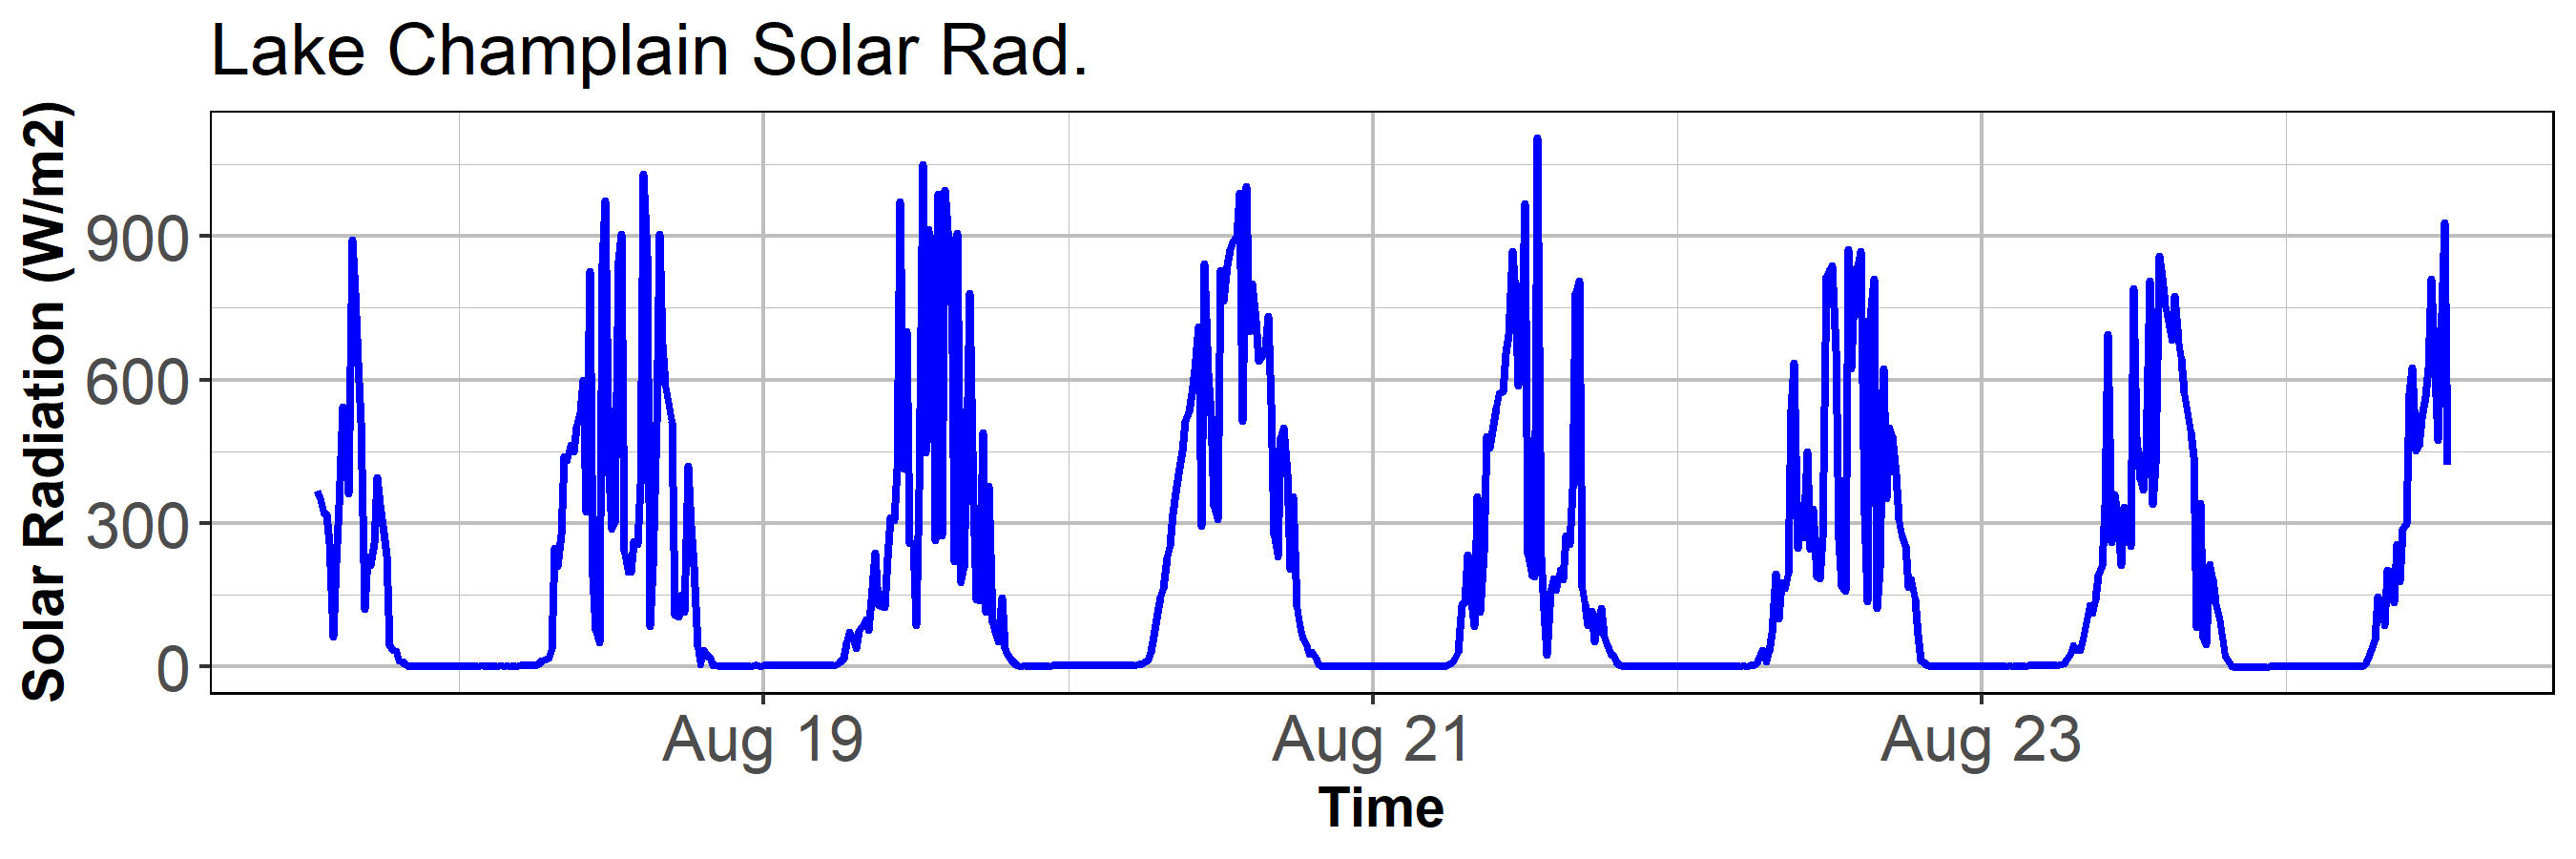 Lake Champlain Solar Rad.
Solar Radiation (W/m2)
900
600
300
0
Aug 19
Aug 21
Aug 23
Time